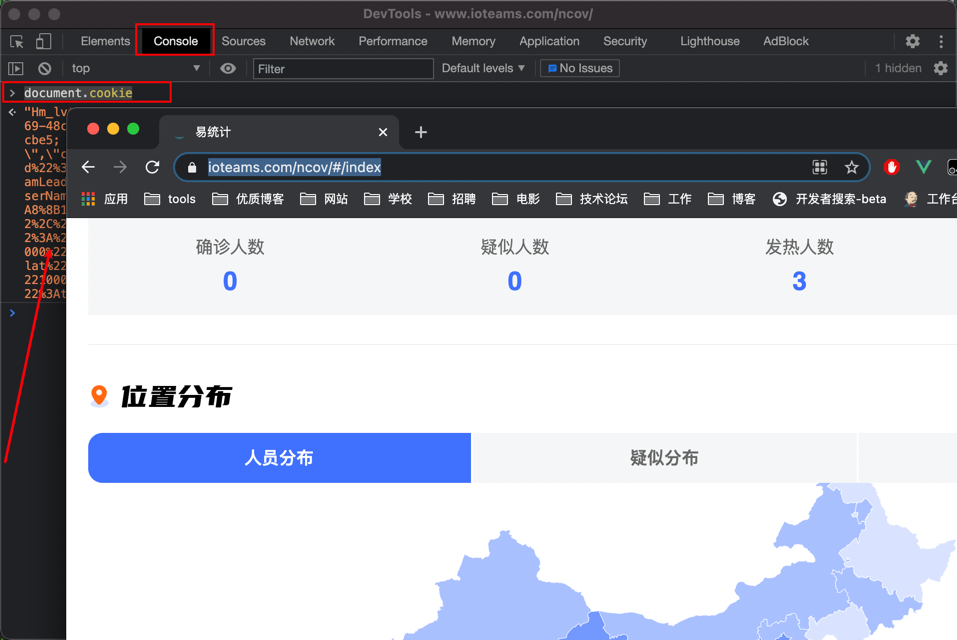 DevTools - www.ioteams.com/ncov/
Elements Console Sources Network Performance Memory Application Security Lighthouse AdBlock
top Filter Default levels No Issues 1 hidden
document.cookie
"Hm_lv
69-48c
cbe5;
\",\"c
d%22%3
amLead
serNam
A8%8B1
2%2C%2
2%3A%2
000%22
lat%22
221000
22%3At
易统计
ioteams.com/ncov/#/index
应用 tools 优质博客 网站 学校 招聘 电影 技术论坛 工作 博客 开发者搜索-beta 工作台
确诊人数 疑似人数 发热人数
0 0 3
位置分布
人员分布 疑似分布